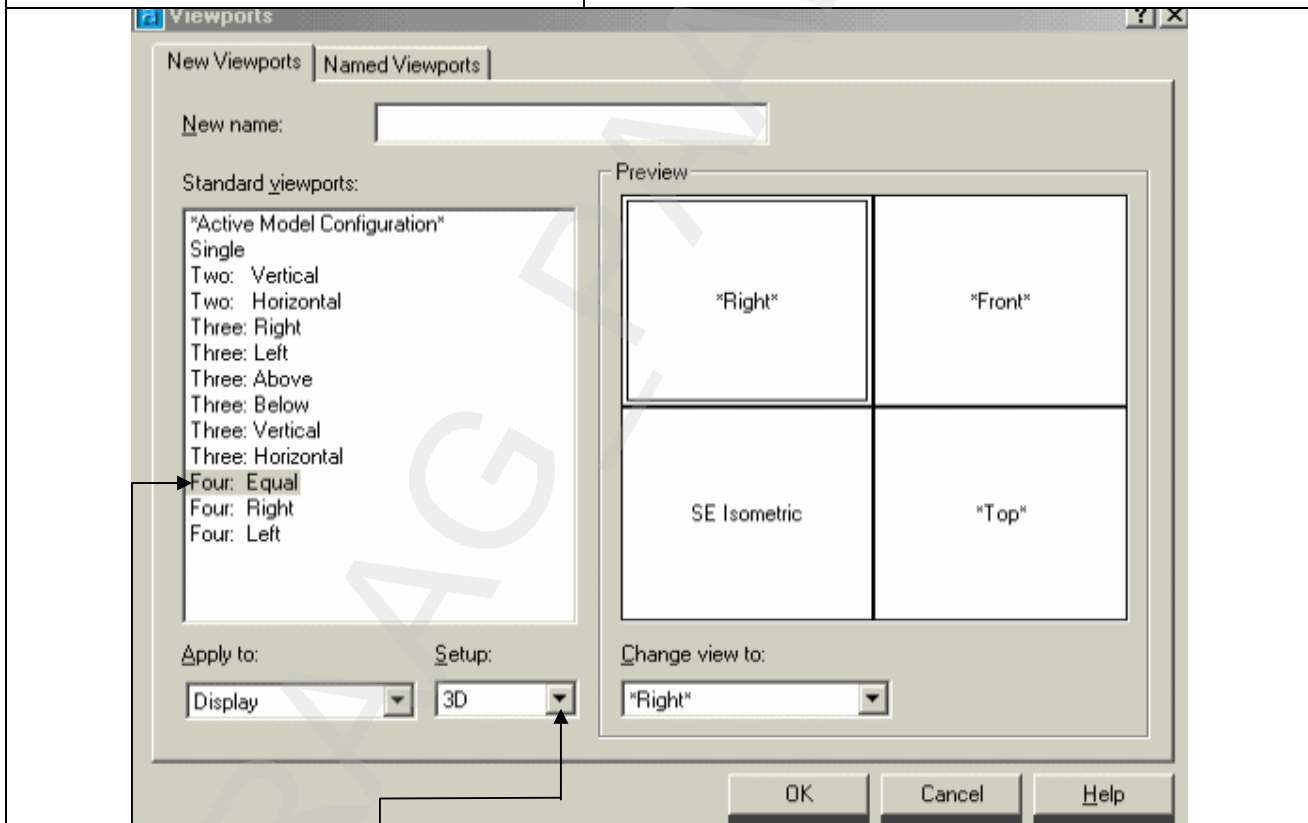 Viewports
New Viewports Named Viewports
New name:
Standard viewports:
*Active Model Configuration*
Single
Two: Vertical
Two: Horizontal
Three: Right
Three: Left
Three: Above
Three: Below
Three: Vertical
Three: Horizontal
Four: Equal
Four: Right
Four: Left
Apply to: Setup:
Display 3D
Preview
*Right* *Front*
SE Isometric *Top*
Change view to:
*Right*
OK Cancel Help